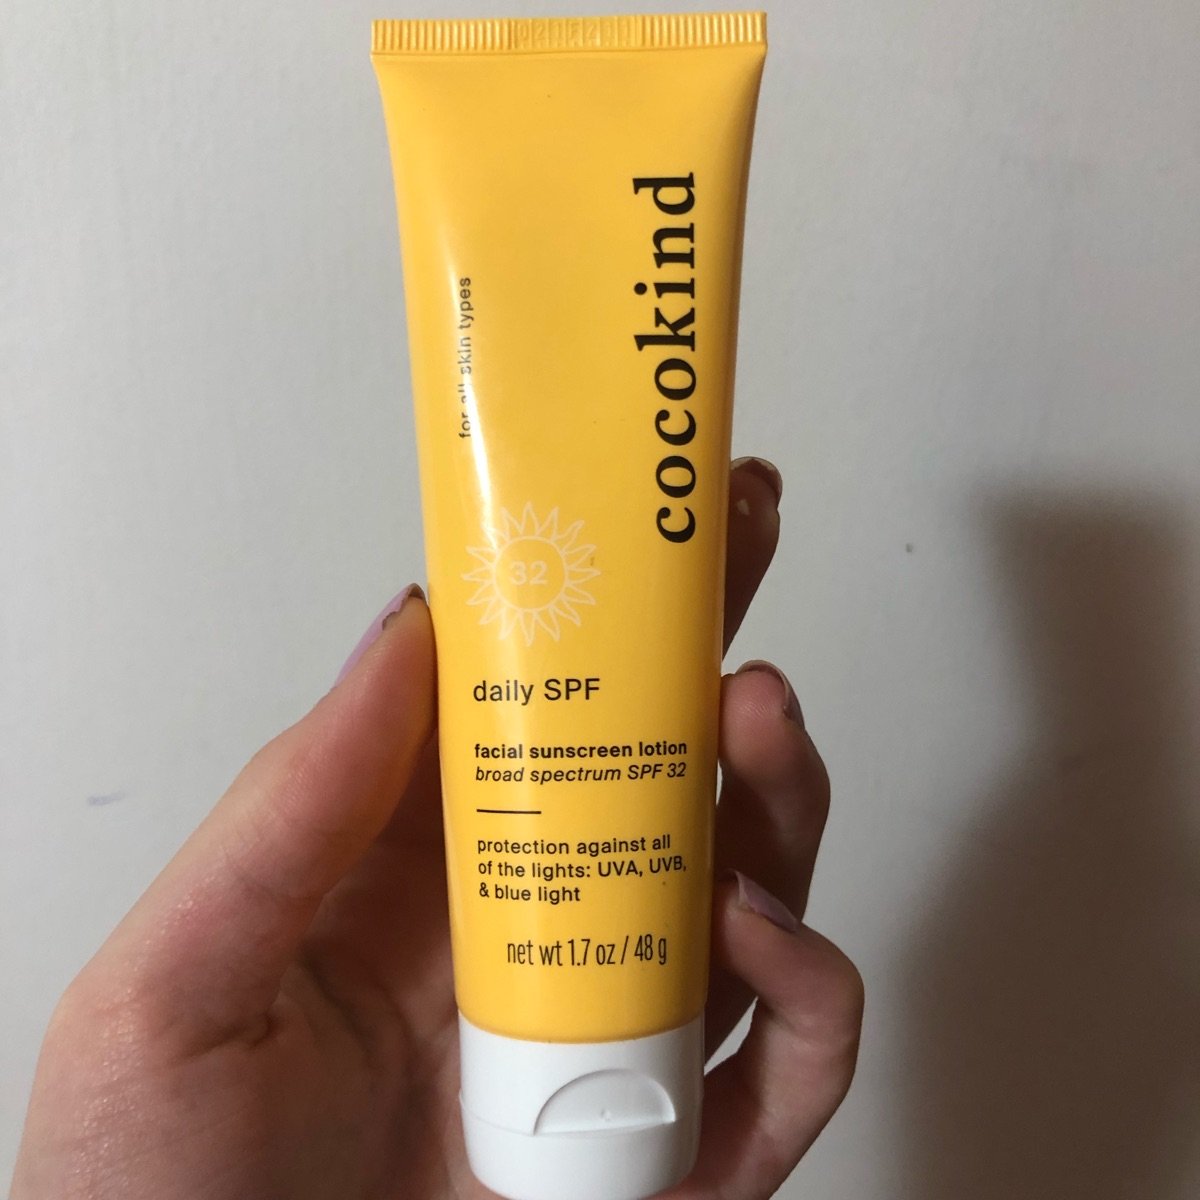 cocokind
for all skin types
32
daily SPF
facial sunscreen lotion
broad spectrum SPF 32
protection against all
of the lights: UVA, UVB,
& blue light
net wt 1.7 oz / 48 g